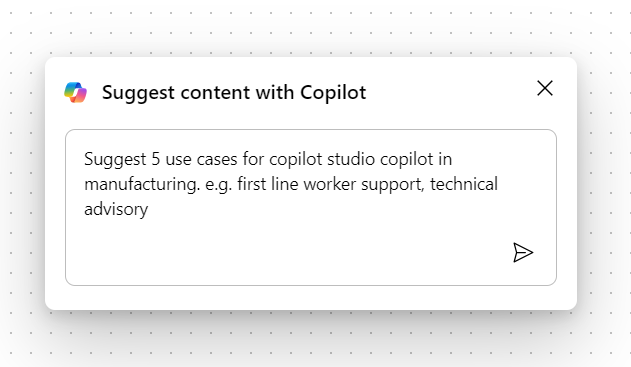 Suggest content with Copilot
Suggest 5 use cases for copilot studio copilot in
manufacturing. e.g. first line worker support, technical
advisory